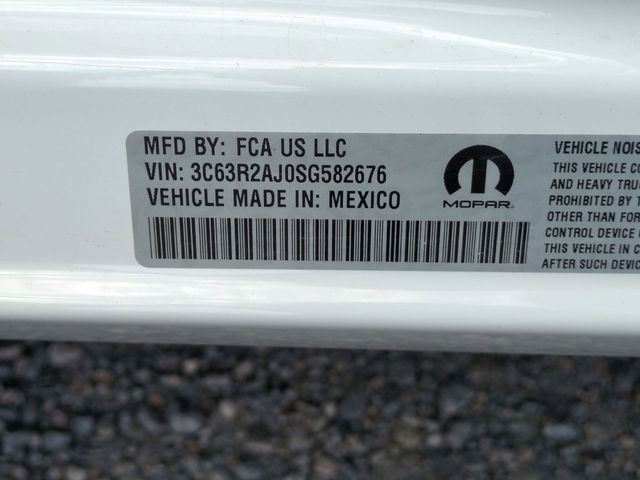 MFD BY: FCA US LLC
VIN: 3C63R2AJ0SG582676
VEHICLE MADE IN: MEXICO
MOPAR
VEHICLE NOIS
THIS VEHICLE CO
AND HEAVY TRU
PROHIBITED BY T
OTHER THAN FOR
CONTROL DEVICE
THIS VEHICLE IN C
AFTER SUCH DEVIC